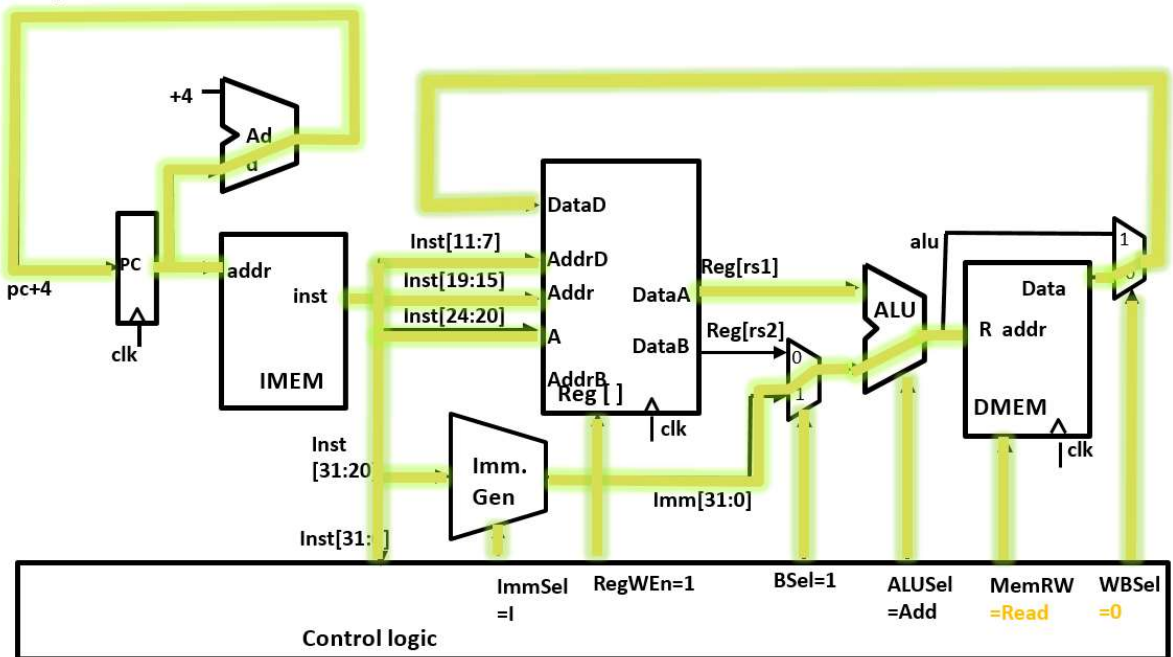 +4
Ad
d
DataD
Inst[11:7]
alu
1
PC
addr
AddrD
Inst[19:15]
Addr
Reg[rs1]
0
pc+4
inst
DataA
Data
Inst[24:20]
ALU
A
Reg[rs2]
R addr
clk
DataB
0
IMEM
AddrB
Reg [ ]
1
DMEM
clk
clk
Inst
[31:20]
Imm.
Gen
Imm[31:0]
ImmSel
=I
RegWEn=1
BSel=1
ALUSel
=Add
MemRW
=Read
WBSel
=0
Control logic